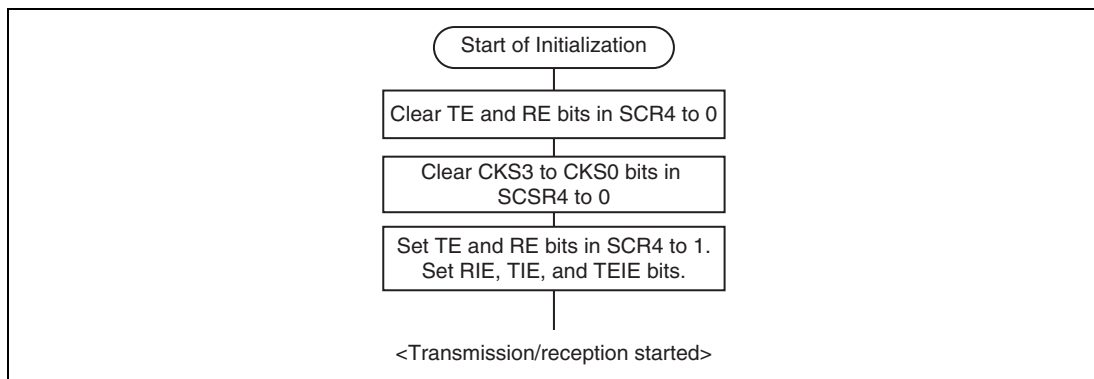 Start of Initialization
Clear TE and RE bits in SCR4 to 0
Clear CKS3 to CKS0 bits in
SCSR4 to 0
Set TE and RE bits in SCR4 to 1.
Set RIE, TIE, and TEIE bits.
<Transmission/reception started>